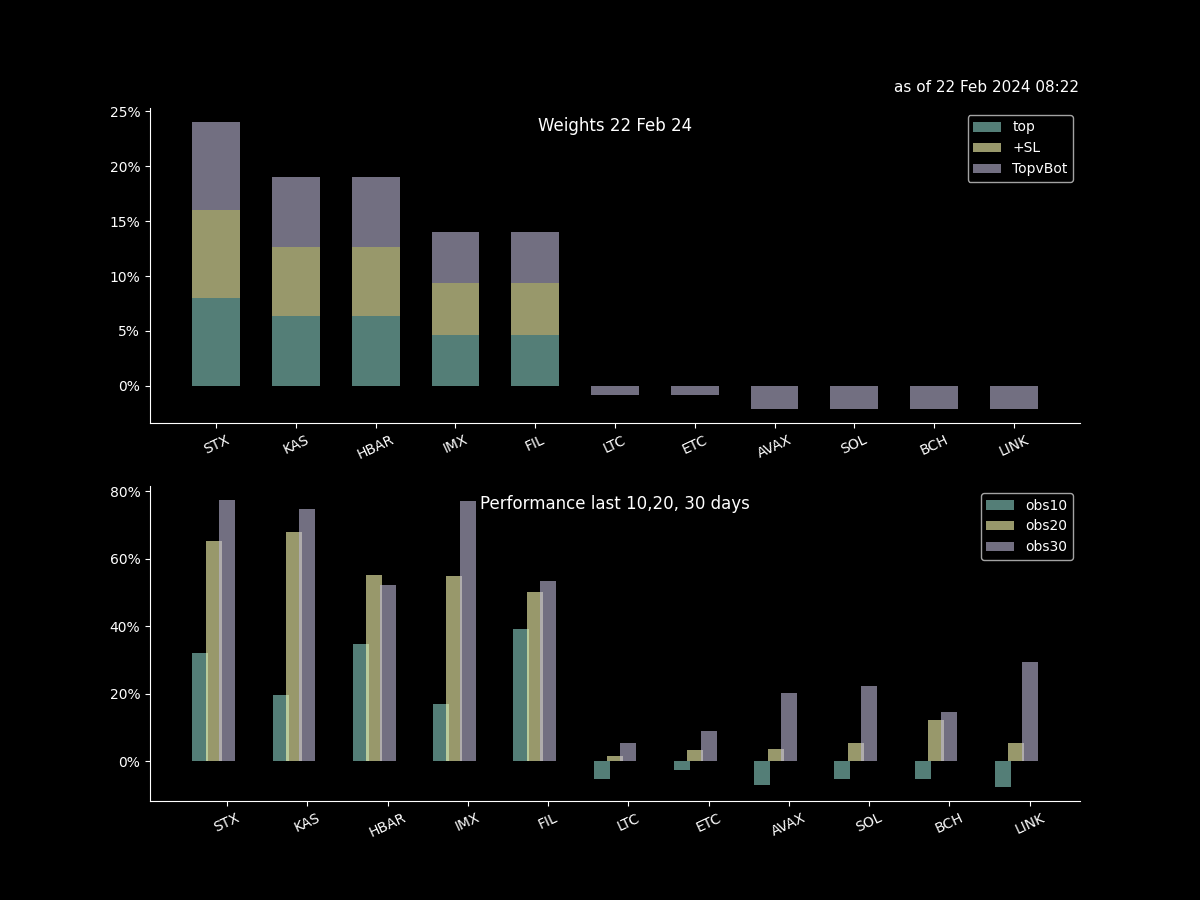 as of 22 Feb 2024 08:22
Weights 22 Feb 24
25%
20%
15%
10%
5%
0%
top
+SL
TopvBot
STX KAS HBAR IMX FIL LTC ETC AVAX SOL BCH LINK
Performance last 10,20, 30 days
80%
60%
40%
20%
0%
obs10
obs20
obs30
STX KAS HBAR IMX FIL LTC ETC AVAX SOL BCH LINK